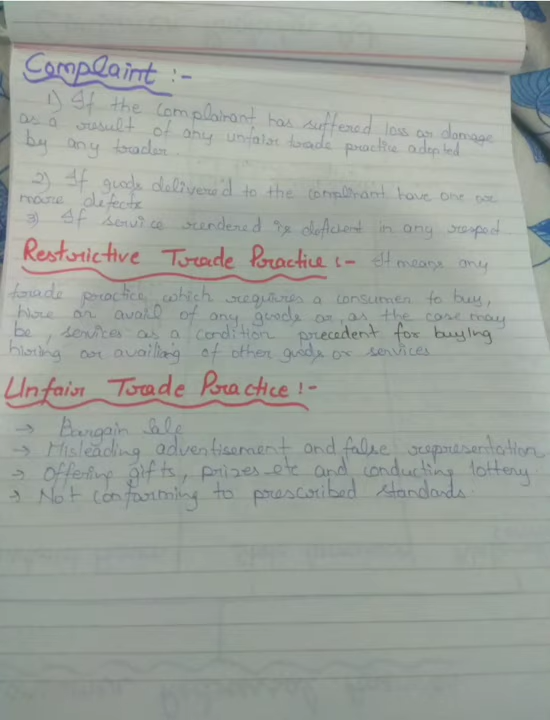 Complaint :-
1) If the complainant has suffered loss or damage
as a result of any unfair trade practice adopted
by any trader.
2) If goods delivered to the complinant have one or
more defects
3) If service rendered is deficient in any respect
Restrictive Trade Practice :- It means any
trade practice which requires a consumer to buy,
hire or avail of any goods or, as the case may
be, services as a condition precedent for buying
hiring or availing of other goods or services
Unfair Trade Practice :-
→ Bargain Sale
→ Misleading advertisement and false representation
→ Offering gifts, prizes etc and conducting lottery
→ Not conforming to prescribed standards.